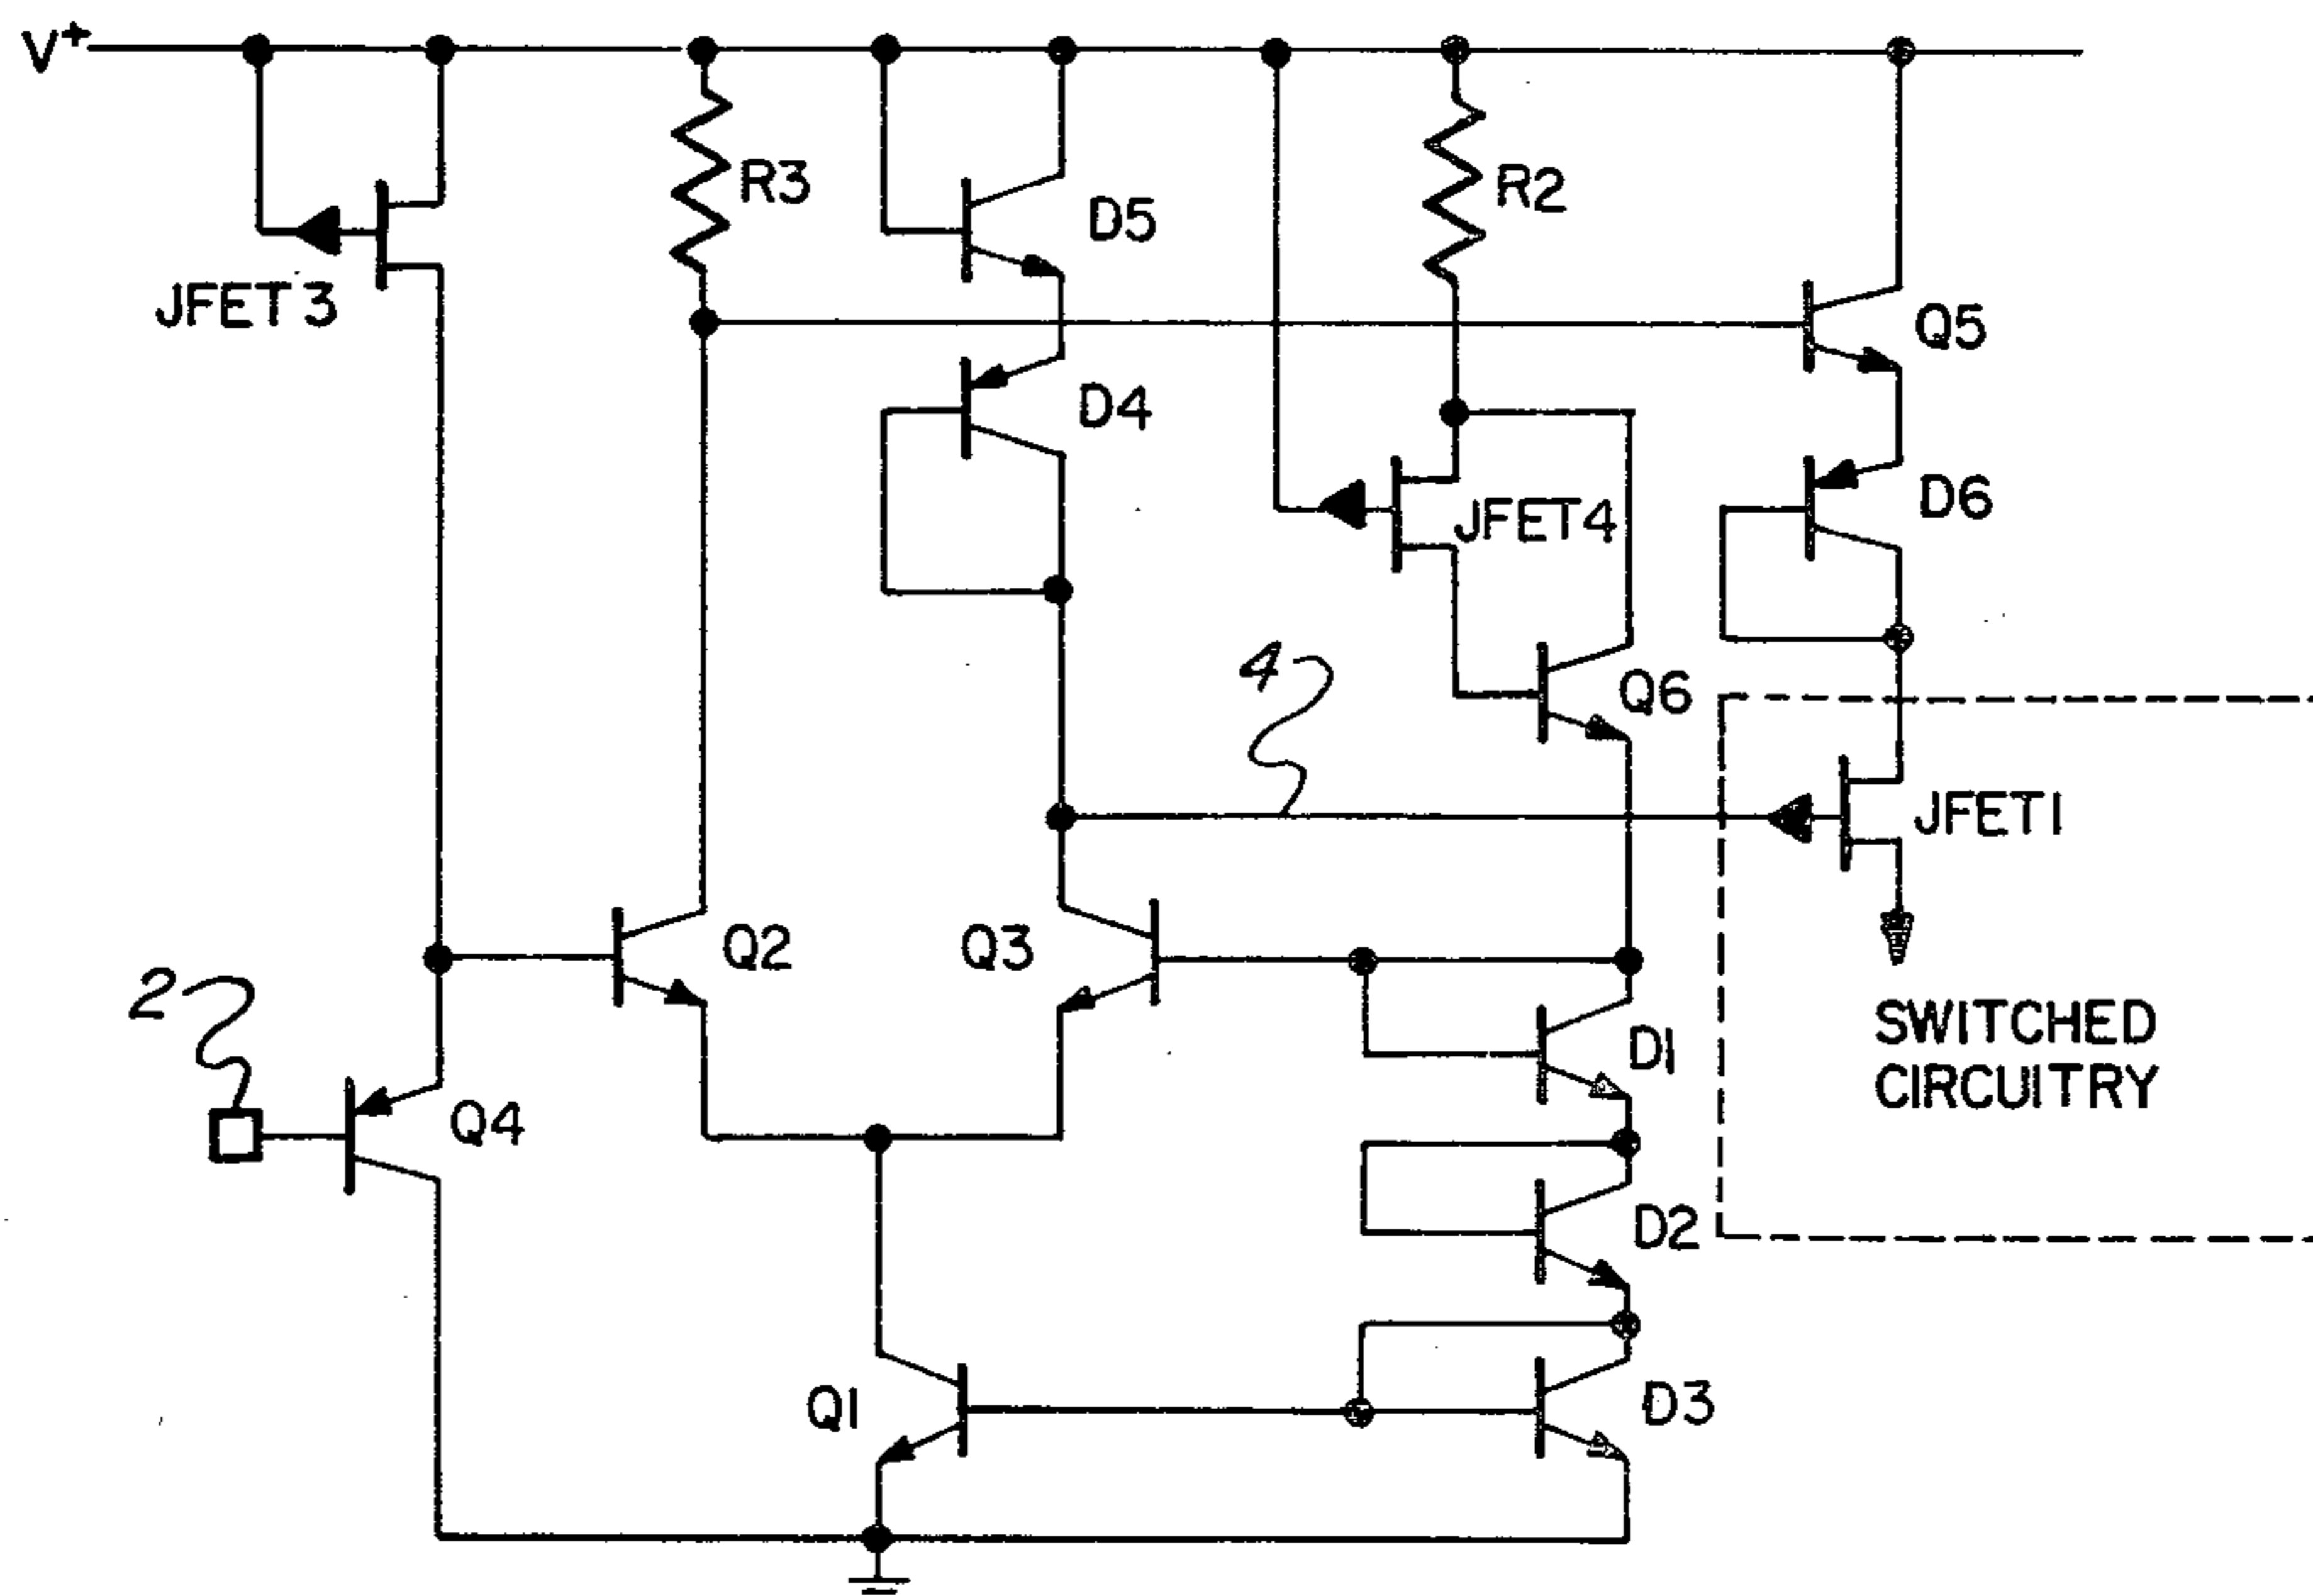 V+
R3
D5
R2
JFET 3
Q5
D4
JFET4
D6
4
Q6
JFET1
Q2
Q3
2
D1
SWITCHED
CIRCUITRY
Q4
D2
Q1
D3